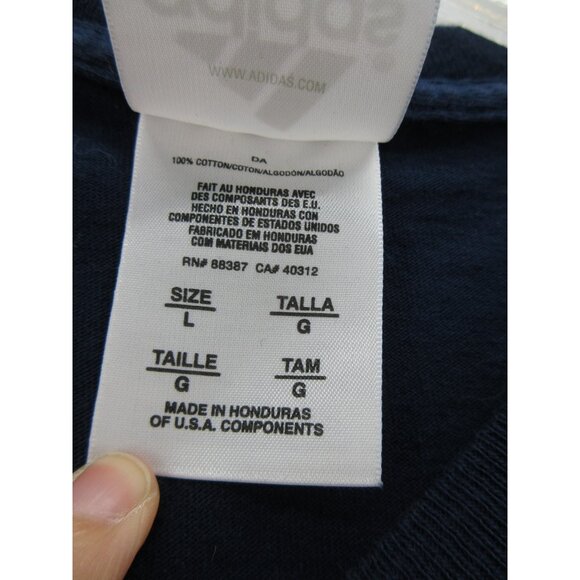 adidas
WWW.ADIDAS.COM
DA
100% COTTON/COTON/ALGODÓN/ALGODÃO
FAIT AU HONDURAS AVEC
DES COMPOSANTS DES E.U.
HECHO EN HONDURAS CON
COMPONENTES DE ESTADOS UNIDOS
FABRICADO EM HONDURAS
COM MATERIAIS DOS EUA
RN# 88387 CA# 40312
SIZE TALLA
L G
TAILLE TAM
G G
MADE IN HONDURAS
OF U.S.A. COMPONENTS